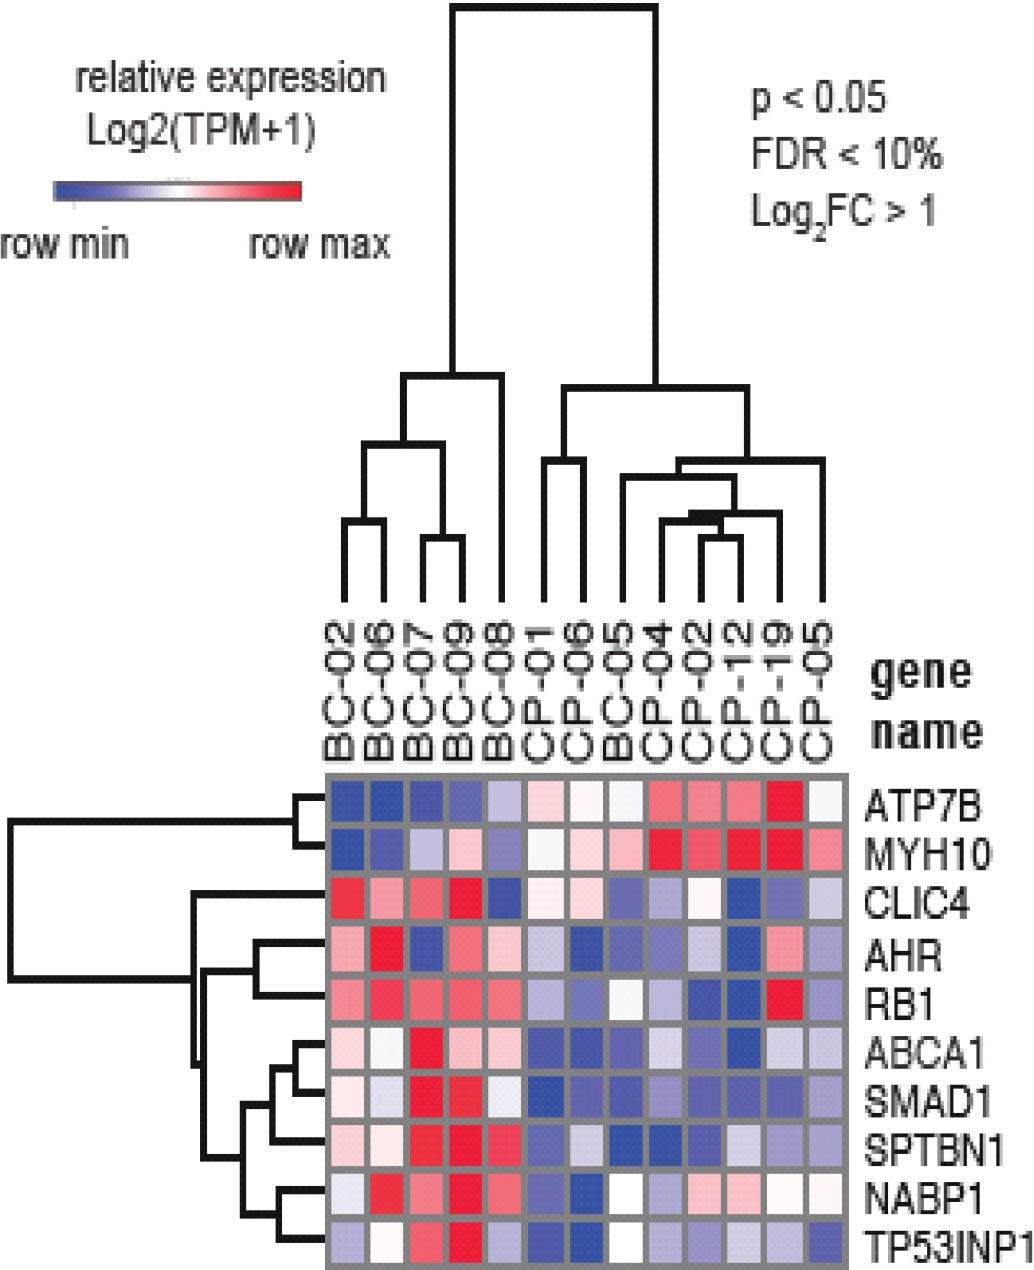 relative expression
Log2(TPM+1)
row min row max
p < 0.05
FDR < 10%
Log2FC > 1
BC-02
BC-06
BC-07
BC-09
BC-08
CP-01
CP-06
BC-05
CP-04
CP-02
CP-12
CP-19
CP-05
gene
name
ATP7B
MYH10
CLIC4
AHR
RB1
ABCA1
SMAD1
SPTBN1
NABP1
TP53INP1